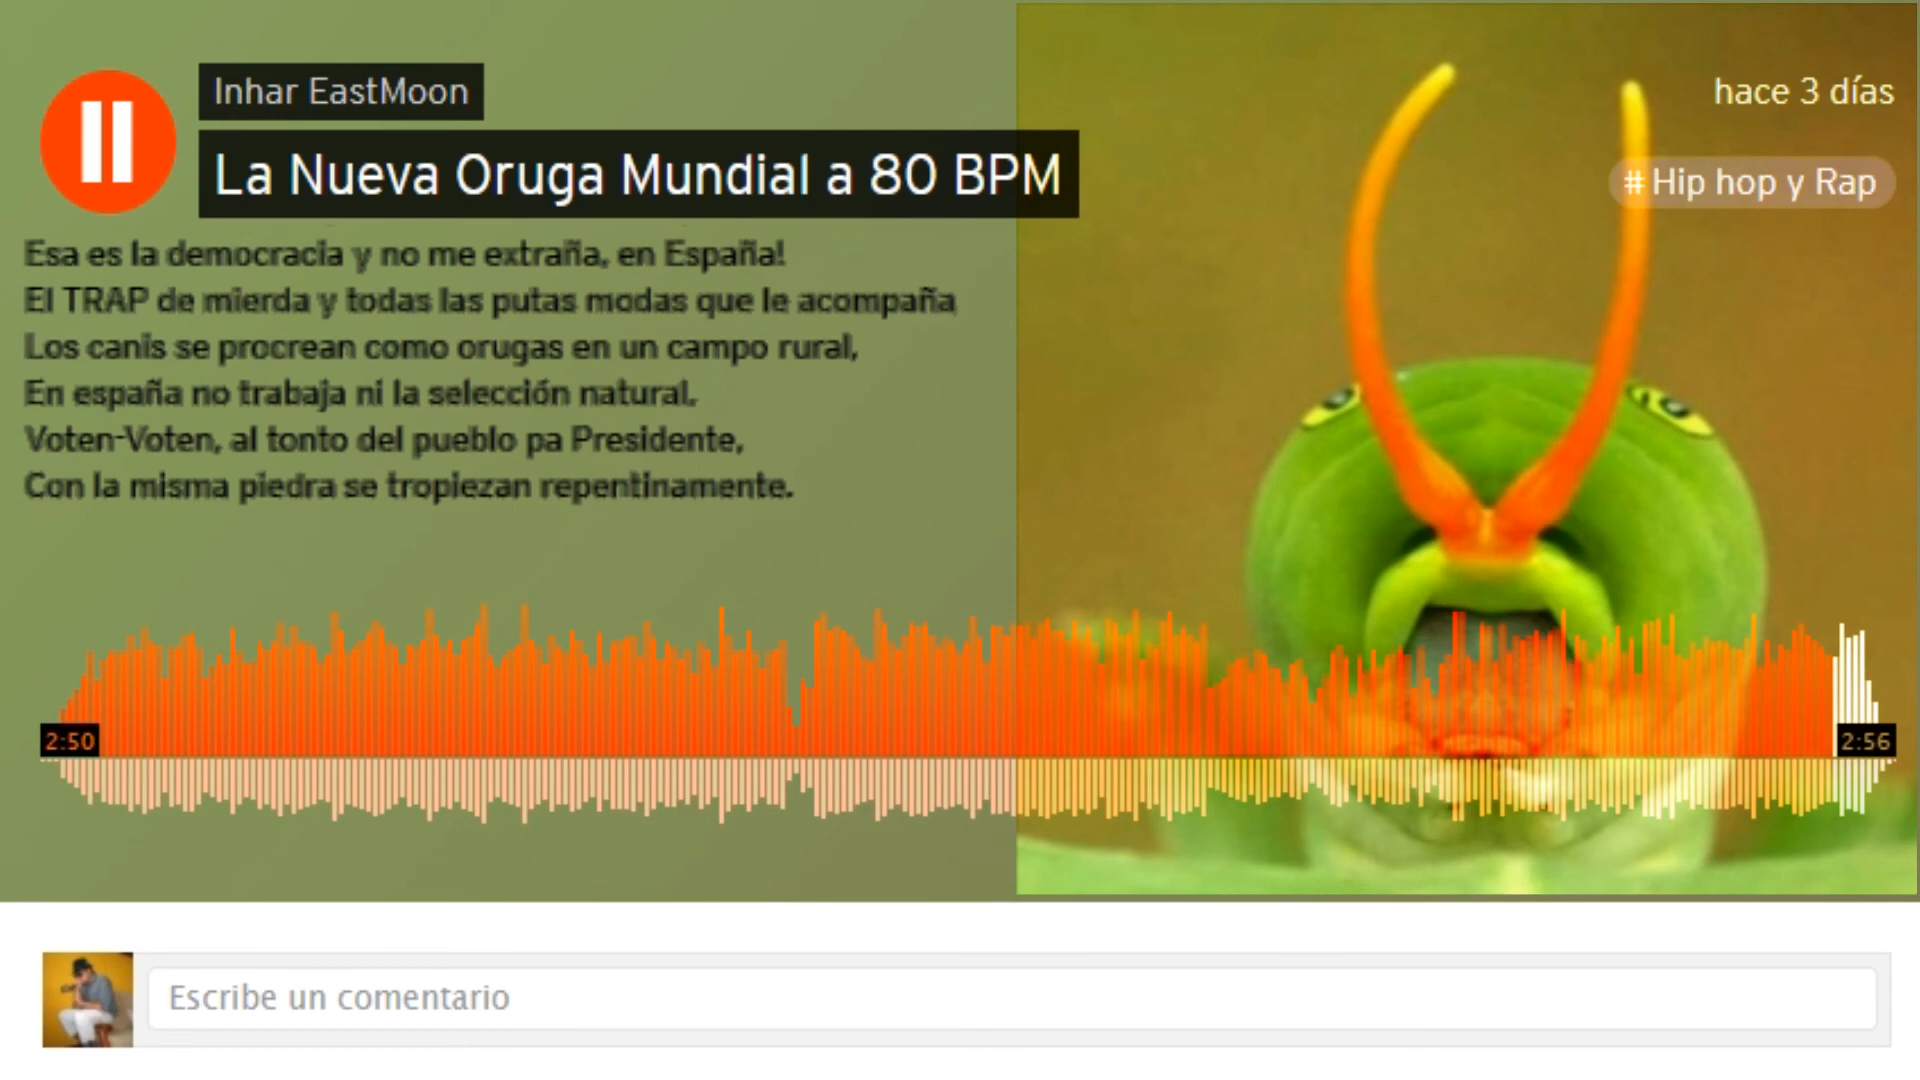 Inhar EastMoon
hace 3 días
La Nueva Oruga Mundial a 80 BPM
# Hip hop y Rap
Esa es la democracia y no me extraña, en España!
El TRAP de mierda y todas las putas modas que le acompaña
Los canis se procrean como orugas en un campo rural,
En españa no trabaja ni la selección natural.
Voten-Voten, al tonto del pueblo pa Presidente,
Con la misma piedra se tropiezan repentinamente.
2:50
2:56
Escribe un comentario